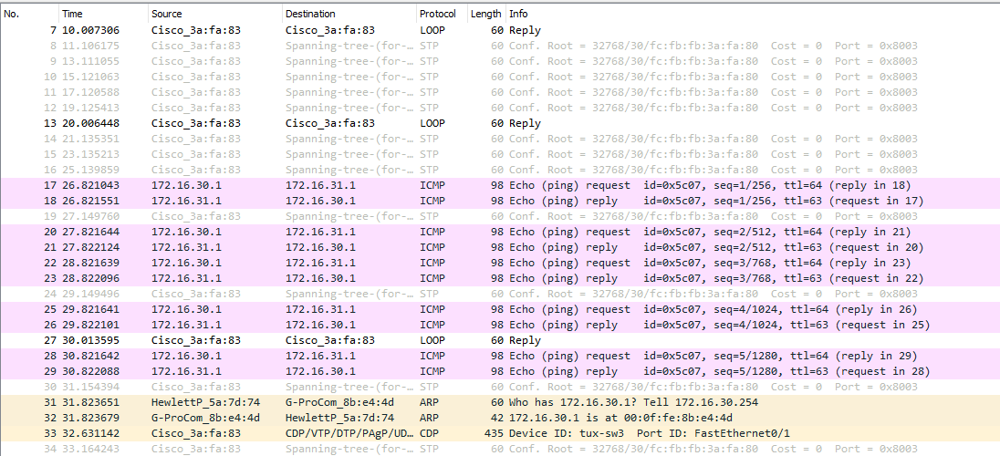 No. Time Source Destination Protocol Length Info
7 10.007306 Cisco_3a:fa:83 Cisco_3a:fa:83 LOOP 60 Reply
8 11.106175 Cisco_3a:fa:83 Spanning-tree-(for-… STP 60 Conf. Root = 32768/30/fc:fb:fb:3a:fa:80 Cost = 0 Port = 0x8003
9 13.111055 Cisco_3a:fa:83 Spanning-tree-(for-… STP 60 Conf. Root = 32768/30/fc:fb:fb:3a:fa:80 Cost = 0 Port = 0x8003
10 15.121063 Cisco_3a:fa:83 Spanning-tree-(for-… STP 60 Conf. Root = 32768/30/fc:fb:fb:3a:fa:80 Cost = 0 Port = 0x8003
11 17.120588 Cisco_3a:fa:83 Spanning-tree-(for-… STP 60 Conf. Root = 32768/30/fc:fb:fb:3a:fa:80 Cost = 0 Port = 0x8003
12 19.125413 Cisco_3a:fa:83 Spanning-tree-(for-… STP 60 Conf. Root = 32768/30/fc:fb:fb:3a:fa:80 Cost = 0 Port = 0x8003
13 20.006448 Cisco_3a:fa:83 Cisco_3a:fa:83 LOOP 60 Reply
14 21.135351 Cisco_3a:fa:83 Spanning-tree-(for-… STP 60 Conf. Root = 32768/30/fc:fb:fb:3a:fa:80 Cost = 0 Port = 0x8003
15 23.135213 Cisco_3a:fa:83 Spanning-tree-(for-… STP 60 Conf. Root = 32768/30/fc:fb:fb:3a:fa:80 Cost = 0 Port = 0x8003
16 25.139859 Cisco_3a:fa:83 Spanning-tree-(for-… STP 60 Conf. Root = 32768/30/fc:fb:fb:3a:fa:80 Cost = 0 Port = 0x8003
17 26.821043 172.16.30.1 172.16.31.1 ICMP 98 Echo (ping) request id=0x5c07, seq=1/256, ttl=64 (reply in 18)
18 26.821551 172.16.31.1 172.16.30.1 ICMP 98 Echo (ping) reply id=0x5c07, seq=1/256, ttl=63 (request in 17)
19 27.149760 Cisco_3a:fa:83 Spanning-tree-(for-… STP 60 Conf. Root = 32768/30/fc:fb:fb:3a:fa:80 Cost = 0 Port = 0x8003
20 27.821644 172.16.30.1 172.16.31.1 ICMP 98 Echo (ping) request id=0x5c07, seq=2/512, ttl=64 (reply in 21)
21 27.822124 172.16.31.1 172.16.30.1 ICMP 98 Echo (ping) reply id=0x5c07, seq=2/512, ttl=63 (request in 20)
22 28.821639 172.16.30.1 172.16.31.1 ICMP 98 Echo (ping) request id=0x5c07, seq=3/768, ttl=64 (reply in 23)
23 28.822096 172.16.31.1 172.16.30.1 ICMP 98 Echo (ping) reply id=0x5c07, seq=3/768, ttl=63 (request in 22)
24 29.149496 Cisco_3a:fa:83 Spanning-tree-(for-… STP 60 Conf. Root = 32768/30/fc:fb:fb:3a:fa:80 Cost = 0 Port = 0x8003
25 29.821641 172.16.30.1 172.16.31.1 ICMP 98 Echo (ping) request id=0x5c07, seq=4/1024, ttl=64 (reply in 26)
26 29.822101 172.16.31.1 172.16.30.1 ICMP 98 Echo (ping) reply id=0x5c07, seq=4/1024, ttl=63 (request in 25)
27 30.013595 Cisco_3a:fa:83 Cisco_3a:fa:83 LOOP 60 Reply
28 30.821642 172.16.30.1 172.16.31.1 ICMP 98 Echo (ping) request id=0x5c07, seq=5/1280, ttl=64 (reply in 29)
29 30.822088 172.16.31.1 172.16.30.1 ICMP 98 Echo (ping) reply id=0x5c07, seq=5/1280, ttl=63 (request in 28)
30 31.154394 Cisco_3a:fa:83 Spanning-tree-(for-… STP 60 Conf. Root = 32768/30/fc:fb:fb:3a:fa:80 Cost = 0 Port = 0x8003
31 31.823651 HewlettP_5a:7d:74 G-ProCom_8b:e4:4d ARP 60 Who has 172.16.30.1? Tell 172.16.30.254
32 31.823679 G-ProCom_8b:e4:4d HewlettP_5a:7d:74 ARP 42 172.16.30.1 is at 00:0f:fe:8b:e4:4d
33 32.631142 Cisco_3a:fa:83 CDP/VTP/DTP/PAgP/UD… CDP 435 Device ID: tux-sw3 Port ID: FastEthernet0/1
34 33.164243 Cisco_3a:fa:83 Spanning-tree-(for-… STP 60 Conf. Root = 32768/30/fc:fb:fb:3a:fa:80 Cost = 0 Port = 0x8003